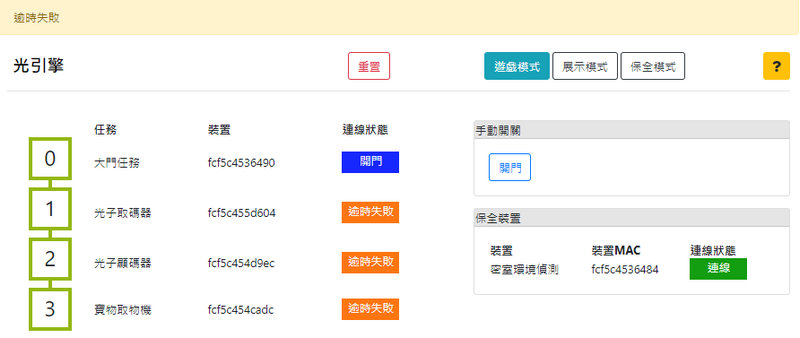 逾時失敗
光引擎
重置
遊戲模式 展示模式 保全模式 ?
任務 裝置 連線狀態
0 大門任務 fcf5c4536490 開門
1 光子取碼器 fcf5c455d604 逾時失敗
2 光子顯碼器 fcf5c454d9ec 逾時失敗
3 寶物取物機 fcf5c454cadc 逾時失敗
手動開關
開門
保全裝置
裝置 裝置MAC 連線狀態
密室環境偵測 fcf5c4536484 連線